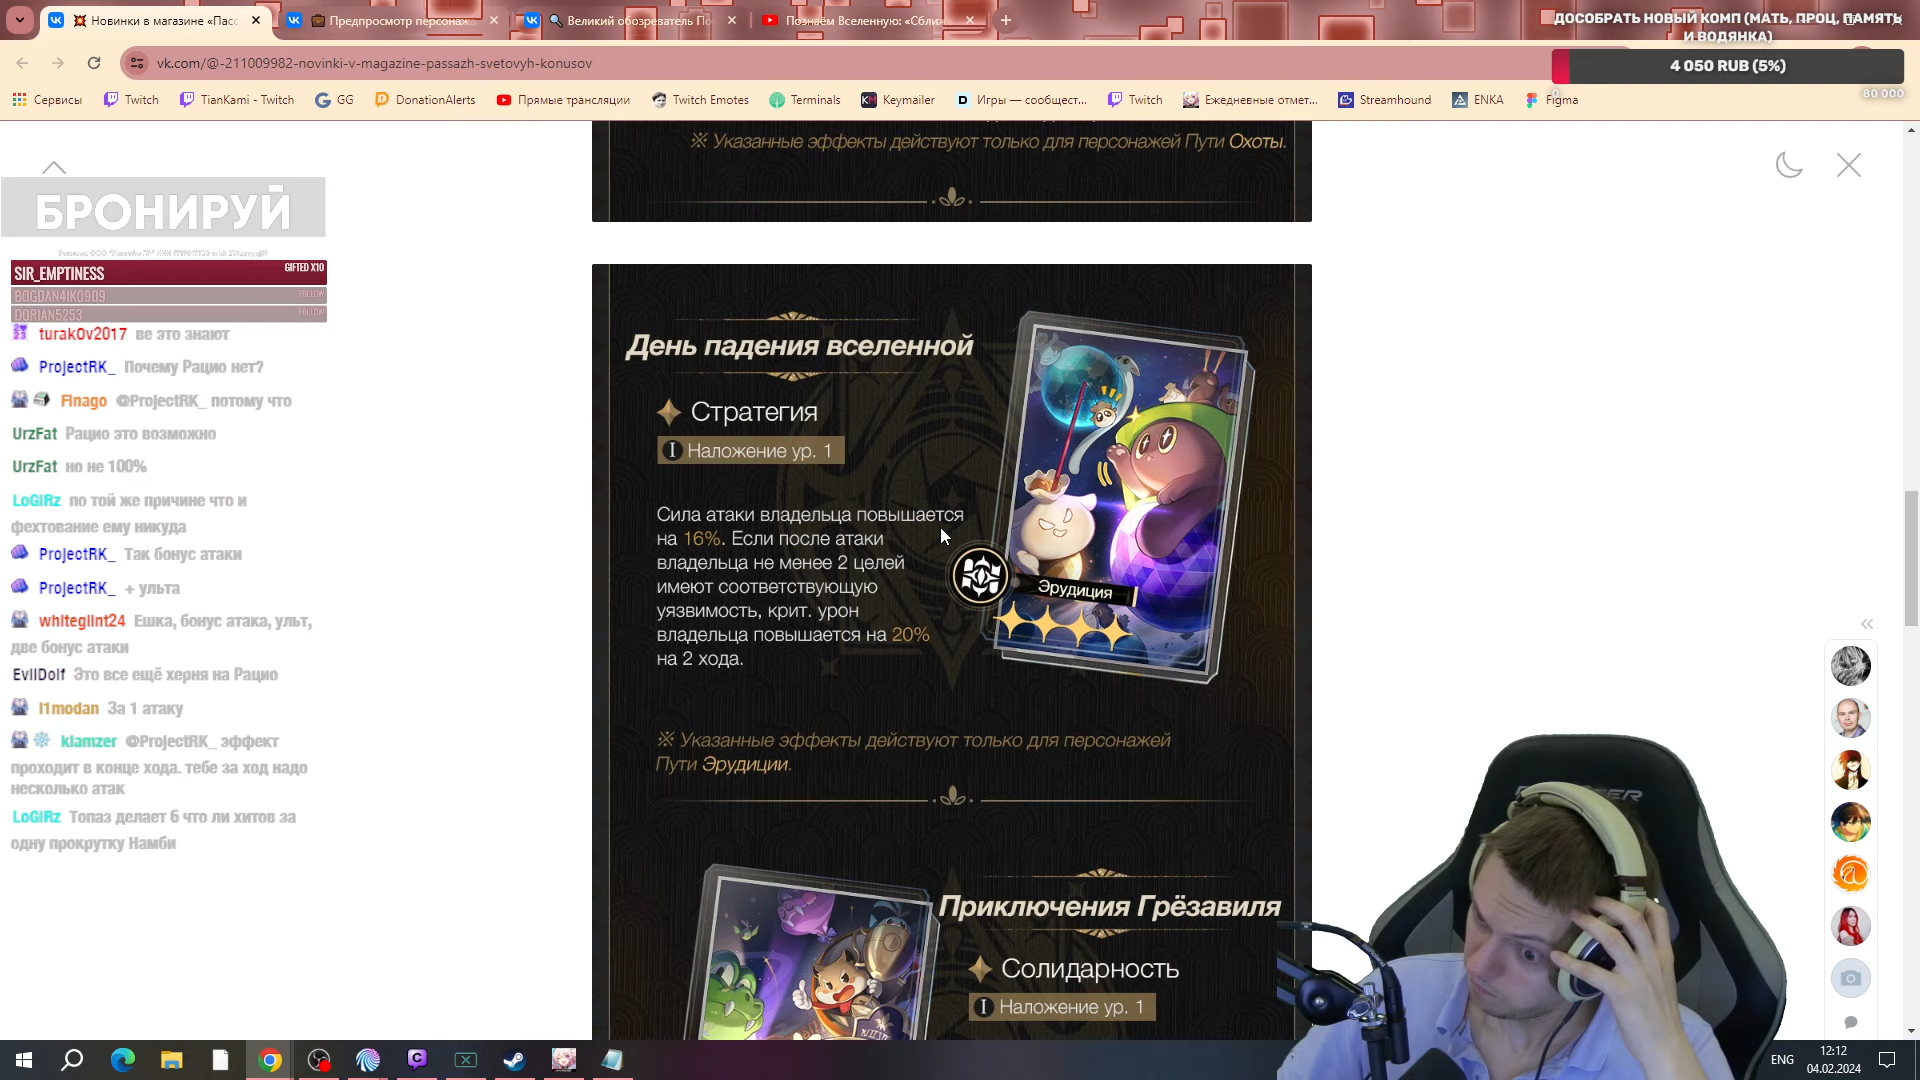 Новинки в магазине «Пасс
Предпросмотр персонажа
Великий обозреватель По
Познаём Вселенную: «Сближ
ДОСОБРАТЬ НОВЫЙ КОМП (МАТЬ, ПРОЦ, ПАМЯТЬ
И ВОДЯНКА)
4 050 RUB (5%)
0
80 000
vk.com/@-211009982-novinki-v-magazine-passazh-svetovyh-konusov
Сервисы
Twitch
TianKami - Twitch
GG
DonationAlerts
Прямые трансляции
Twitch Emotes
Terminals
Keymailer
Игры — сообщест...
Twitch
Ежедневные отмет...
Streamhound
ENKA
Figma
※ Указанные эффекты действуют только для персонажей Пути Охоты.
БРОНИРУЙ
SIR_EMPTINESS
GIFTED X10
BOGDAN4IK0909
FOLLOW
DORIAN5253
FOLLOW
turak0v2017 ве это знают
ProjectRK_ Почему Рацио нет?
Finago @ProjectRK_ потому что
UrzFat Рацио это возможно
UrzFat но не 100%
LoGIRz по той же причине что и
фехтование ему никуда
ProjectRK_ Так бонус атаки
ProjectRK_ + ульта
whiteglint24 Ешка, бонус атака, ульт,
две бонус атаки
EvilDolf Это все ещё херня на Рацио
l1modan За 1 атаку
klamzer @ProjectRK_ эффект
проходит в конце хода. тебе за ход надо
несколько атак
LoGIRz Топаз делает 6 что ли хитов за
одну прокрутку Намби
День падения вселенной
Стратегия
I Наложение ур. 1
Сила атаки владельца повышается
на 16%. Если после атаки
владельца не менее 2 целей
имеют соответствующую
уязвимость, крит. урон
владельца повышается на 20%
на 2 хода.
Эрудиция
※ Указанные эффекты действуют только для персонажей
Пути Эрудиции.
Приключения Грёзавиля
Солидарность
I Наложение ур. 1
ENG
12:12
04.02.2024